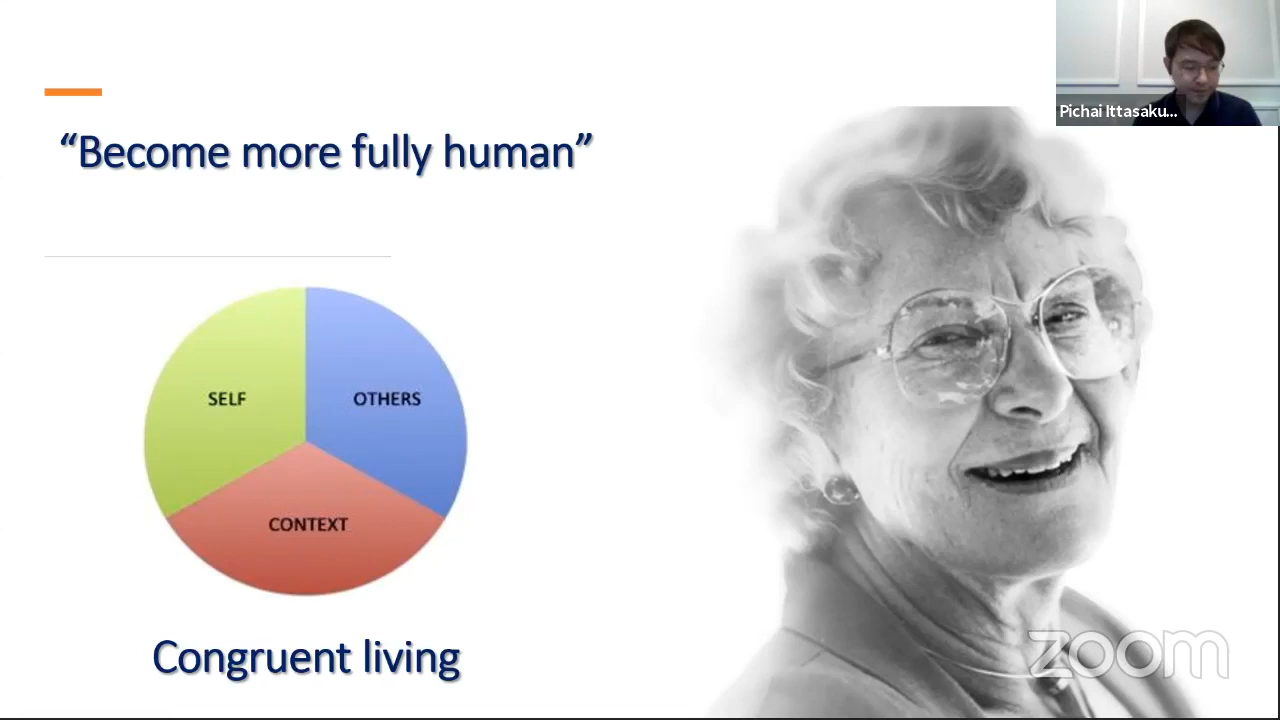 Pichai Ittasaku...
“Become more fully human”
SELF
OTHERS
CONTEXT
Congruent living
zoom